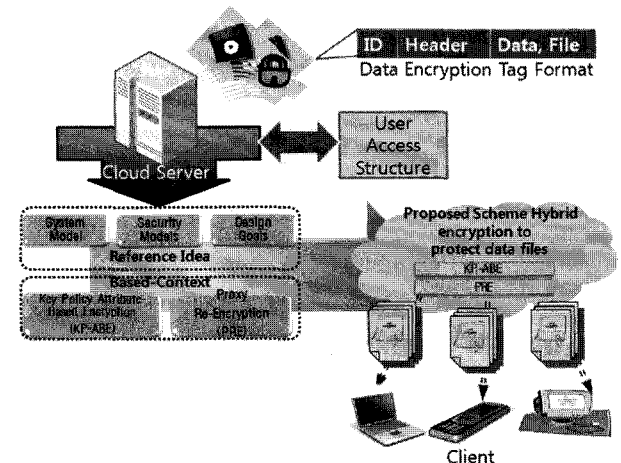 ID Header Data, File
Data Encryption Tag Format
User
Access
Structure
Cloud Server
System
Model
Security
Models
Design
Goals
Reference Idea
Based-Context
Key Policy Attribute
Based Encryption
(KP-ABE)
Proxy
Re-Encryption
(PRE)
Proposed Scheme Hybrid
encryption to
protect data files
KP-ABE
PRE
Client